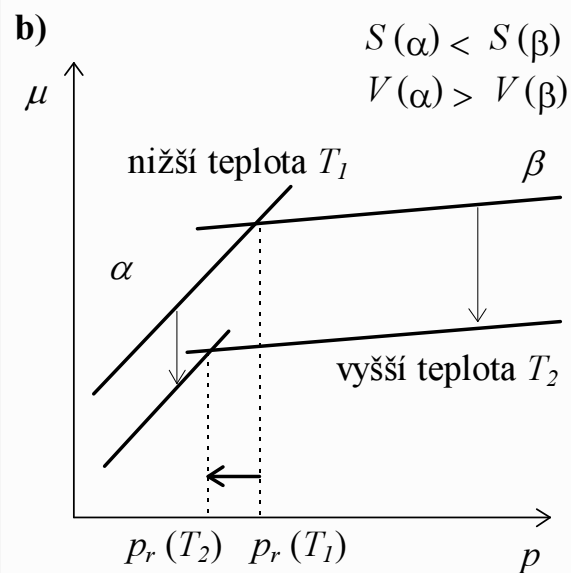 b)
S (α) < S (β)
V (α) > V (β)
μ
nižší teplota T1
β
α
vyšší teplota T2
pr (T2) pr (T1)
p